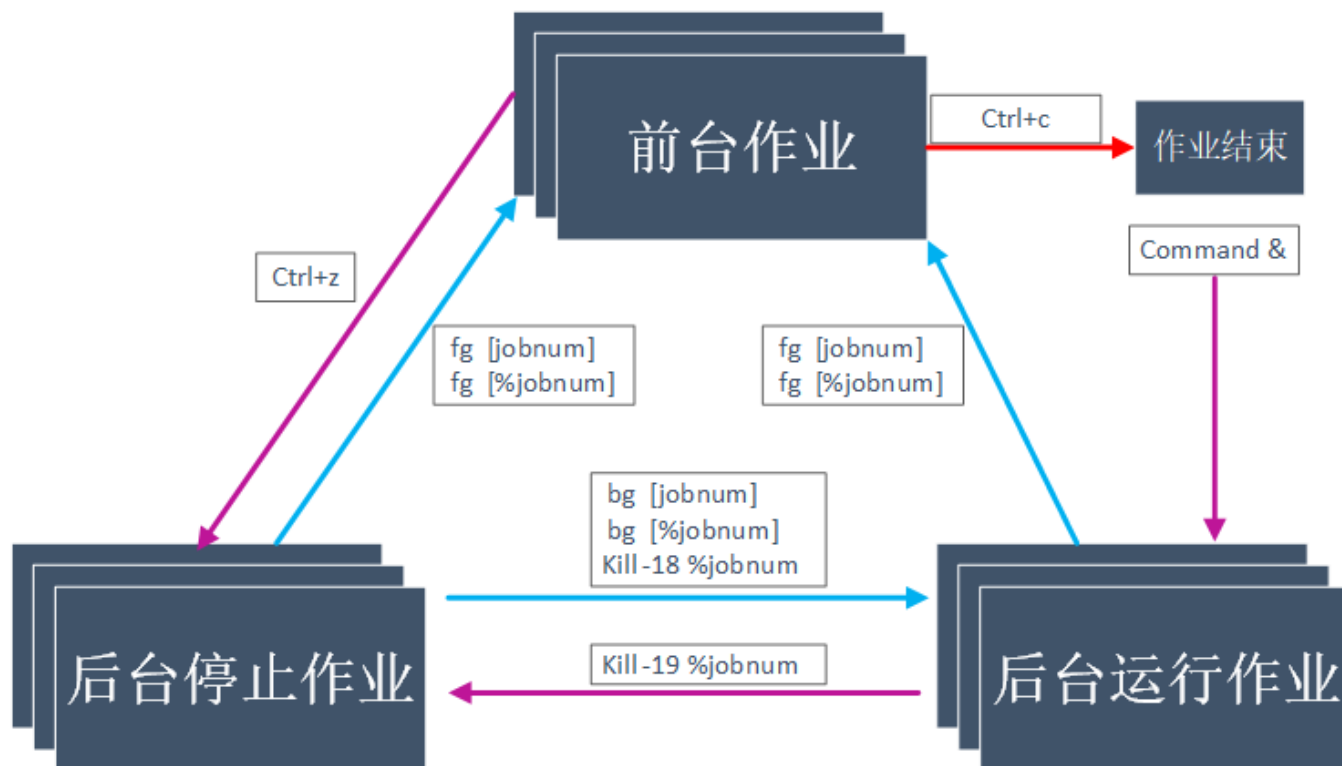 前台作业
Ctrl+c
作业结束
Command &
Ctrl+z
fg [jobnum]
fg [%jobnum]
fg [jobnum]
fg [%jobnum]
bg [jobnum]
bg [%jobnum]
Kill -18 %jobnum
Kill -19 %jobnum
后台停止作业
后台运行作业